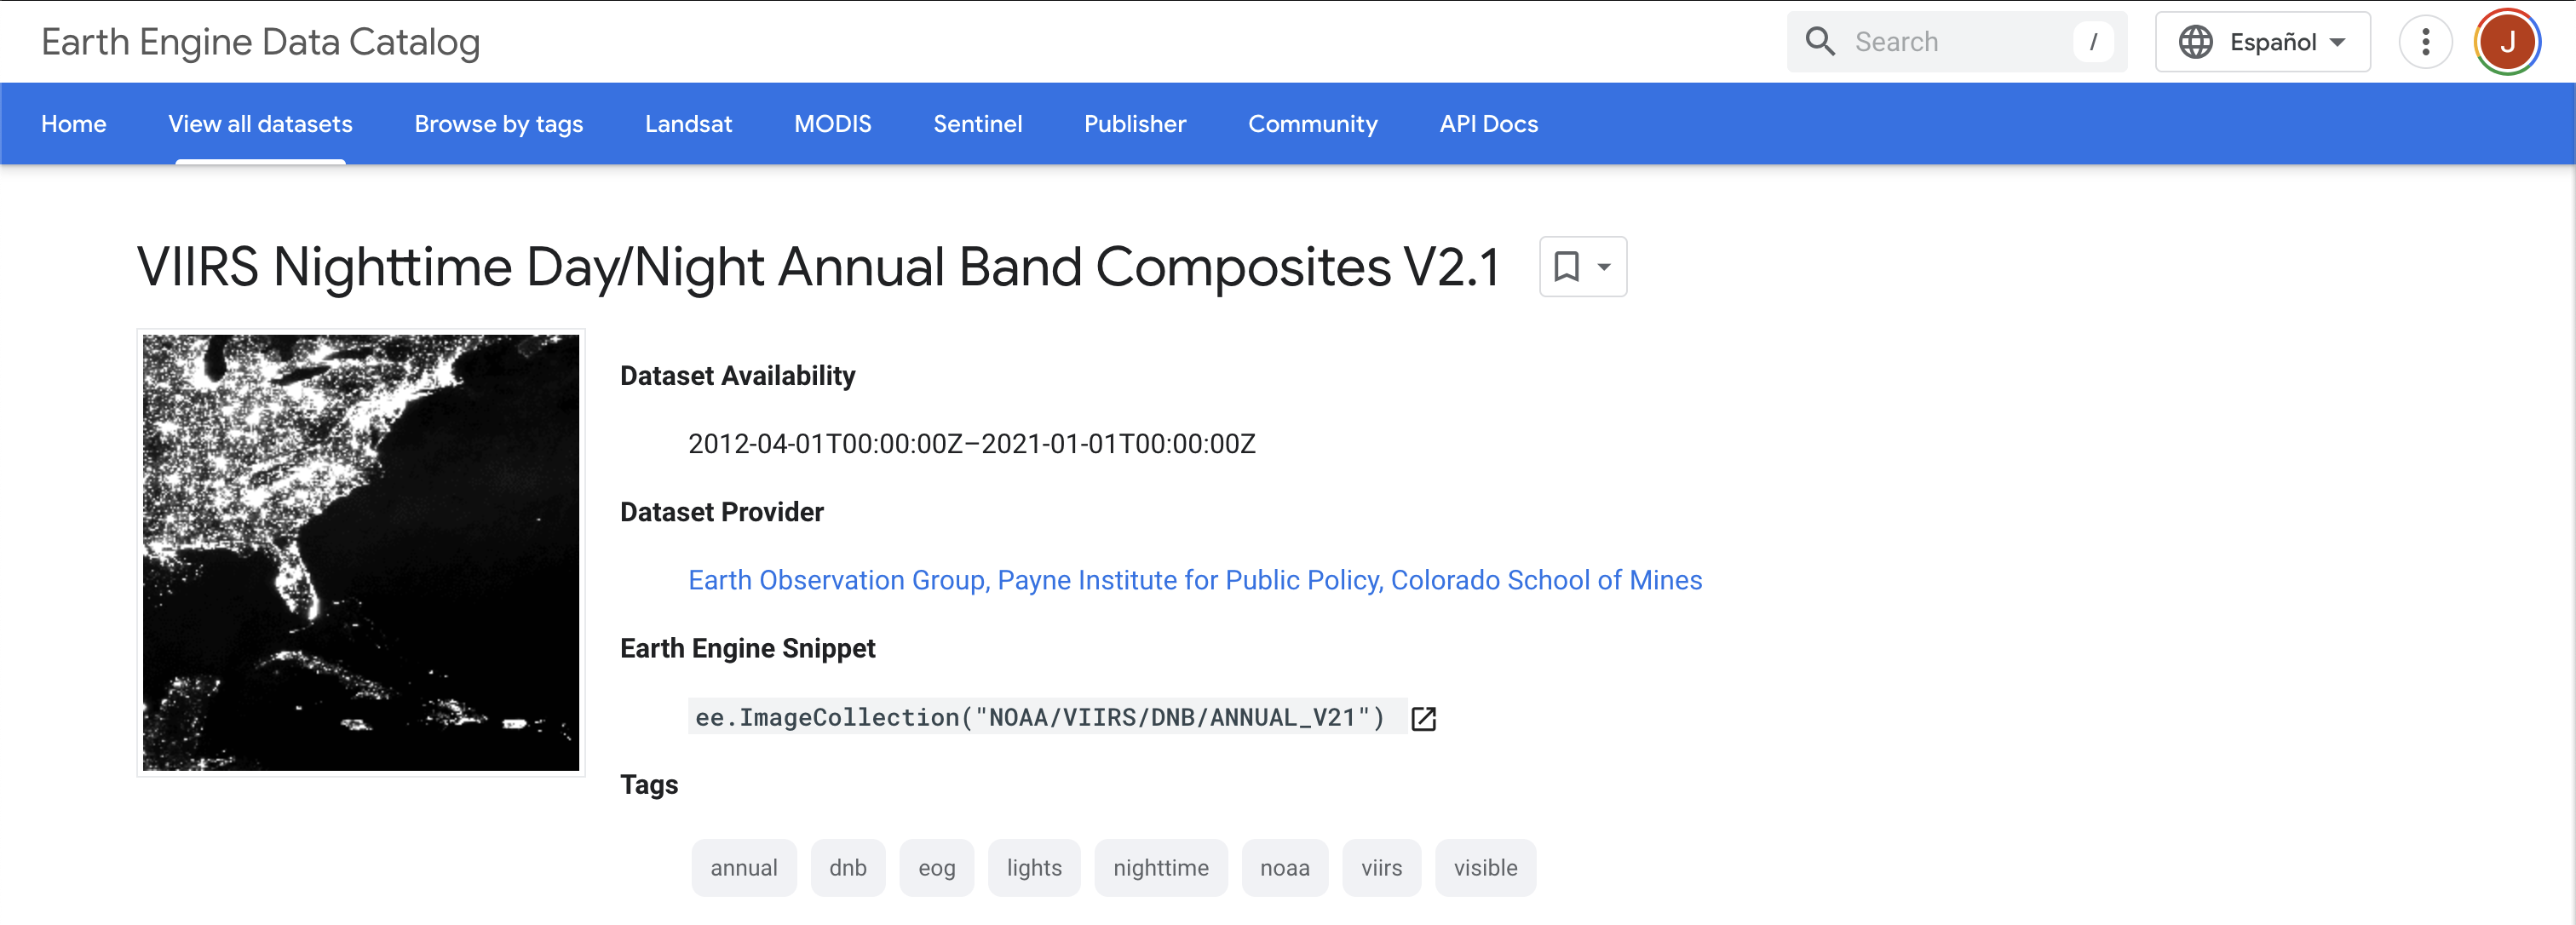 Earth Engine Data Catalog
Search
/
Español
J
Home View all datasets Browse by tags Landsat MODIS Sentinel Publisher Community API Docs
VIIRS Nighttime Day/Night Annual Band Composites V2.1
Dataset Availability
2012-04-01T00:00:00Z–2021-01-01T00:00:00Z
Dataset Provider
Earth Observation Group, Payne Institute for Public Policy, Colorado School of Mines
Earth Engine Snippet
ee.ImageCollection("NOAA/VIIRS/DNB/ANNUAL_V21")
Tags
annual dnb eog lights nighttime noaa viirs visible